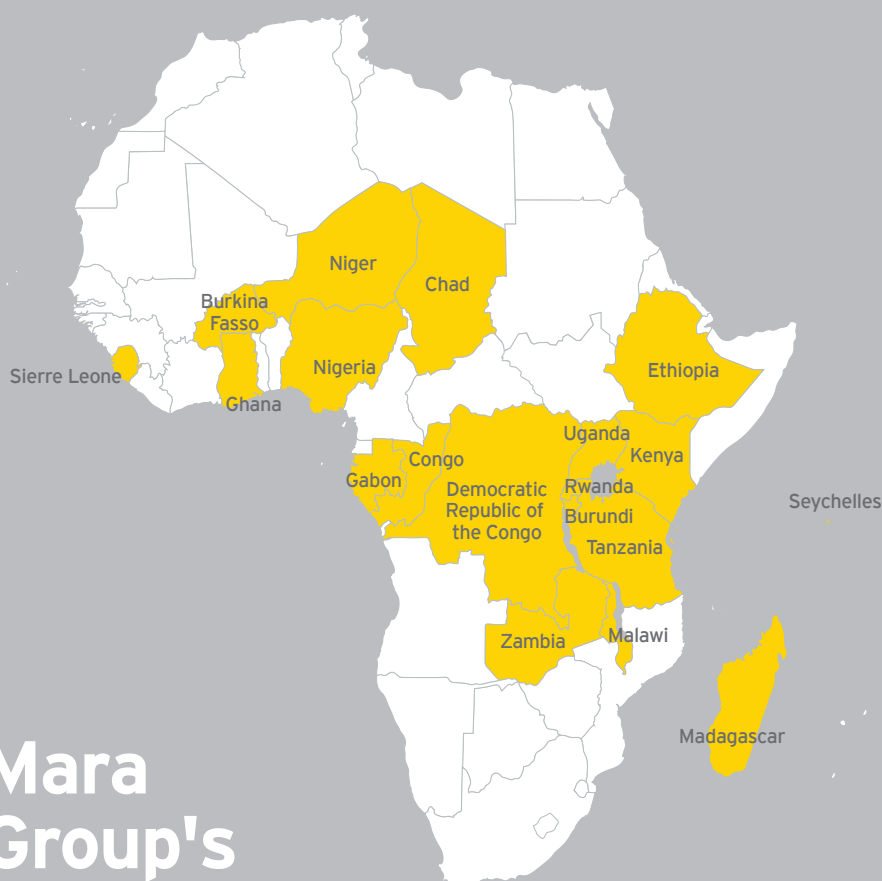 Niger
Chad
Burkina
Fasso
Nigeria
Ethiopia
Sierre Leone
Ghana
Uganda
Kenya
Congo
Gabon
Democratic
Republic of
the Congo
Rwanda
Seychelles
Burundi
Tanzania
Zambia
Malawi
Madagascar
Mara
Group's